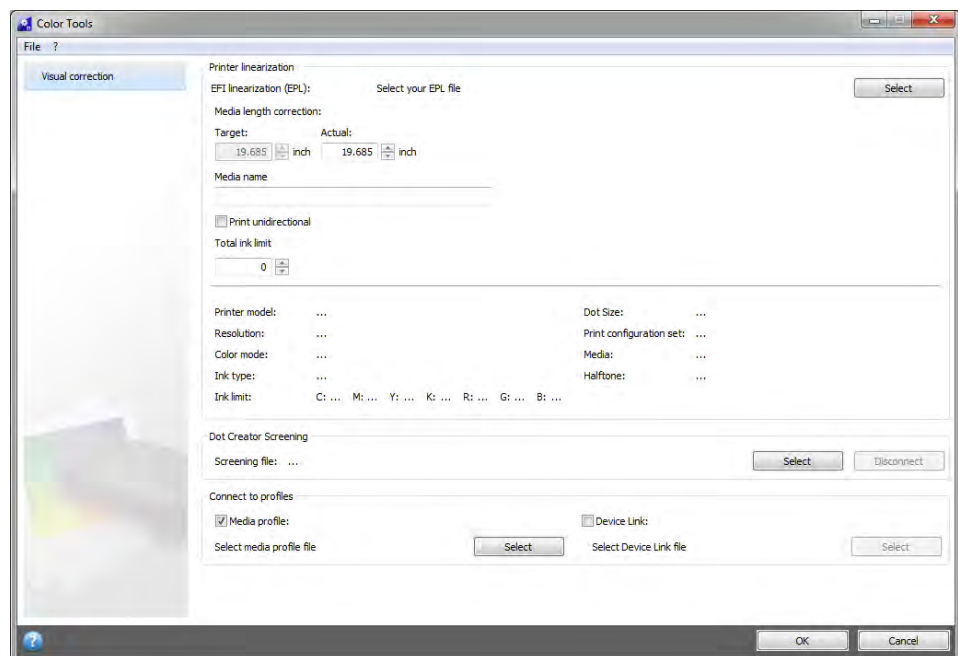 Color Tools
File ?
Visual correction
Printer linearization
EFI linearization (EPL): Select your EPL file Select
Media length correction:
Target: Actual:
19.685 inch 19.685 inch
Media name
Print unidirectional
Total ink limit
0
Printer model: ... Dot Size: ...
Resolution: ... Print configuration set: ...
Color mode: ... Media: ...
Ink type: ... Halftone: ...
Ink limit: C: ... M: ... Y: ... K: ... R: ... G: ... B: ...
Dot Creator Screening
Screening file: ... Select Disconnect
Connect to profiles
Media profile: Device Link:
Select media profile file Select Select Device Link file Select
? OK Cancel